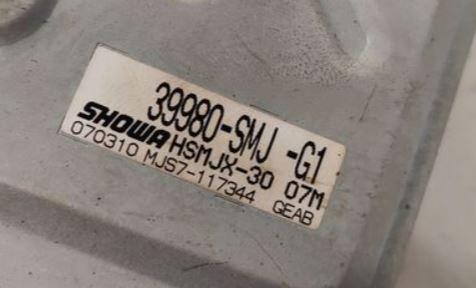 39980-SMJ -G1
SHOWA HSMJX-30 07M
070310 MJS7-117344 GEAB